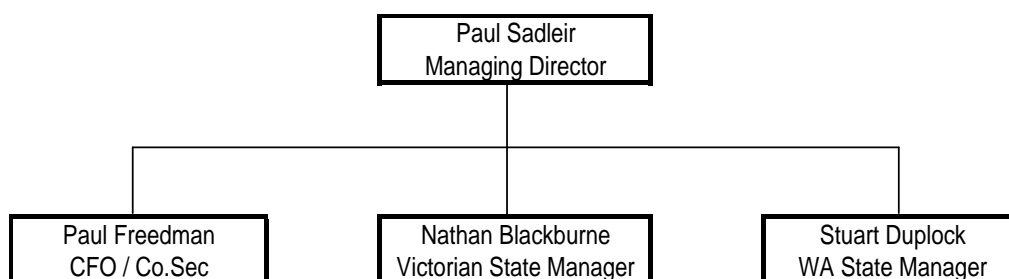 Paul Sadleir
Managing Director
Paul Freedman
CFO / Co.Sec
Nathan Blackburne
Victorian State Manager
Stuart Duplock
WA State Manager